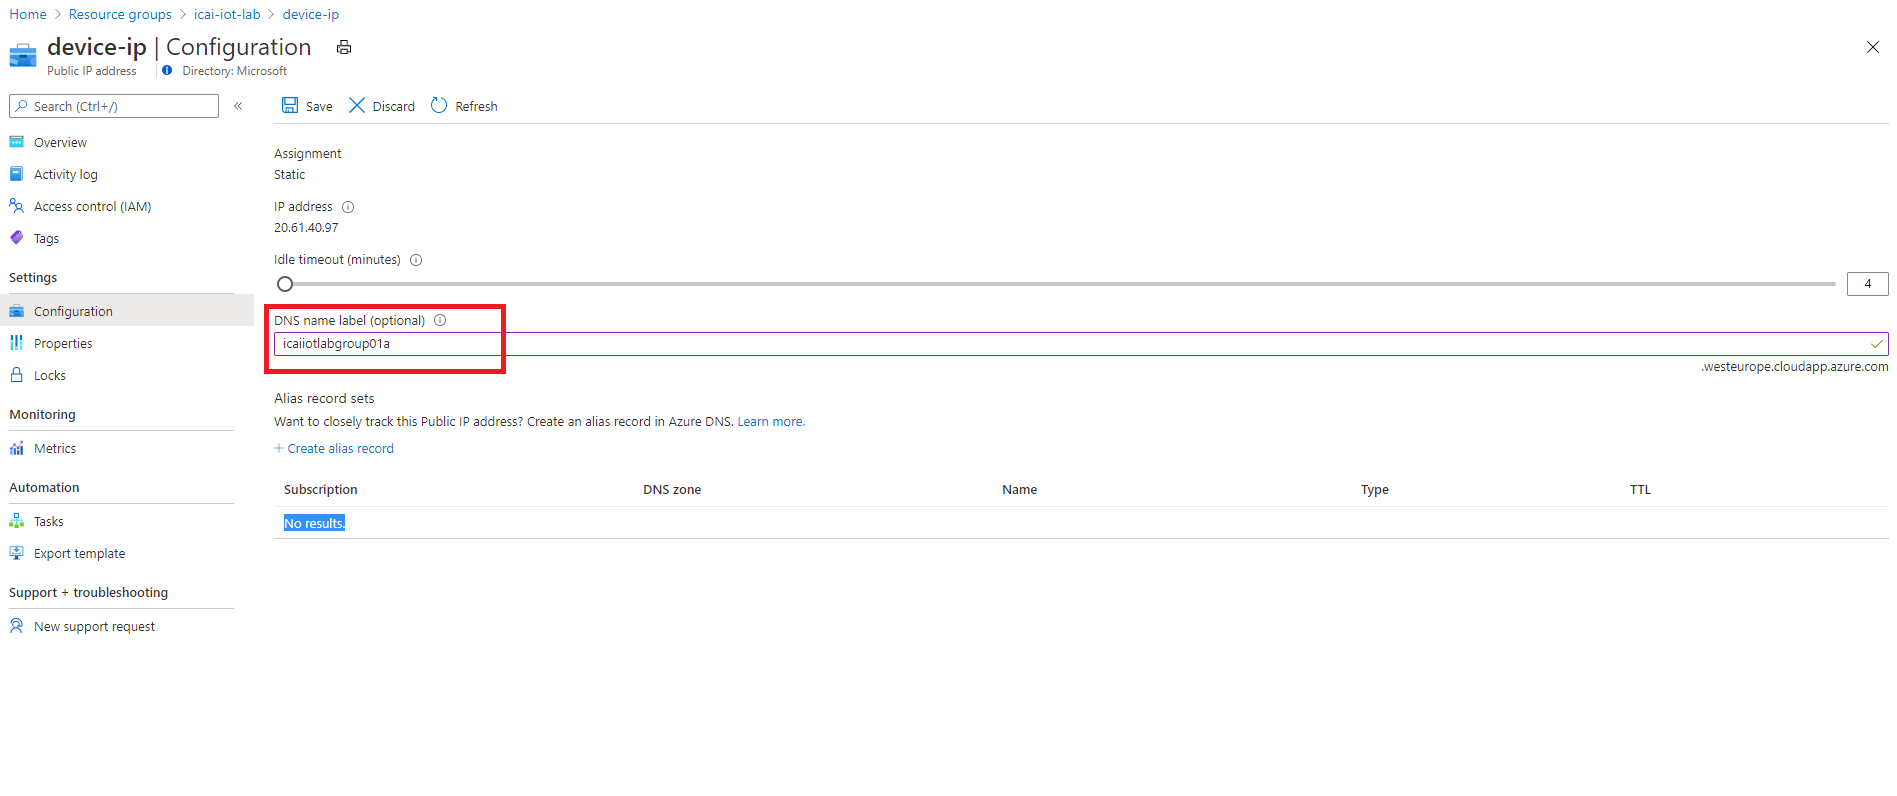 Home > Resource groups > icai-iot-lab > device-ip
device-ip | Configuration
Public IP address
Directory: Microsoft
Search (Ctrl+/)
«
Overview
Activity log
Access control (IAM)
Tags
Settings
Configuration
Properties
Locks
Monitoring
Metrics
Automation
Tasks
Export template
Support + troubleshooting
New support request
Save Discard Refresh
Assignment
Static
IP address
20.61.40.97
Idle timeout (minutes)
4
DNS name label (optional)
icaiiotlabgroup01a
.westeurope.cloudapp.azure.com
Alias record sets
Want to closely track this Public IP address? Create an alias record in Azure DNS. Learn more.
+ Create alias record
Subscription DNS zone Name Type TTL
No results.